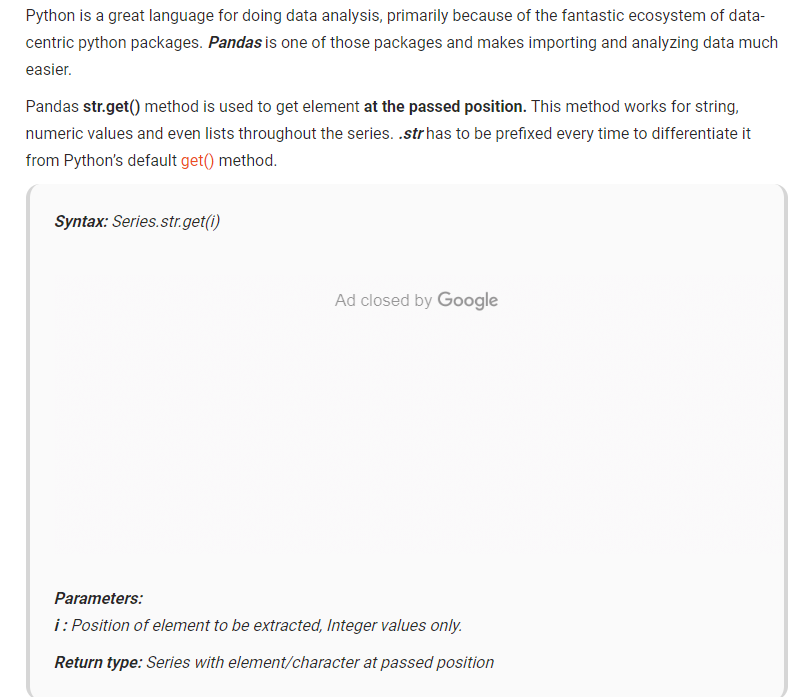 Python is a great language for doing data analysis, primarily because of the fantastic ecosystem of data-
centric python packages. Pandas is one of those packages and makes importing and analyzing data much
easier.
Pandas str.get() method is used to get element at the passed position. This method works for string,
numeric values and even lists throughout the series. .str has to be prefixed every time to differentiate it
from Python's default get() method.
Syntax: Series.str.get(i)
Ad closed by Google
Parameters:
i : Position of element to be extracted, Integer values only.
Return type: Series with element/character at passed position